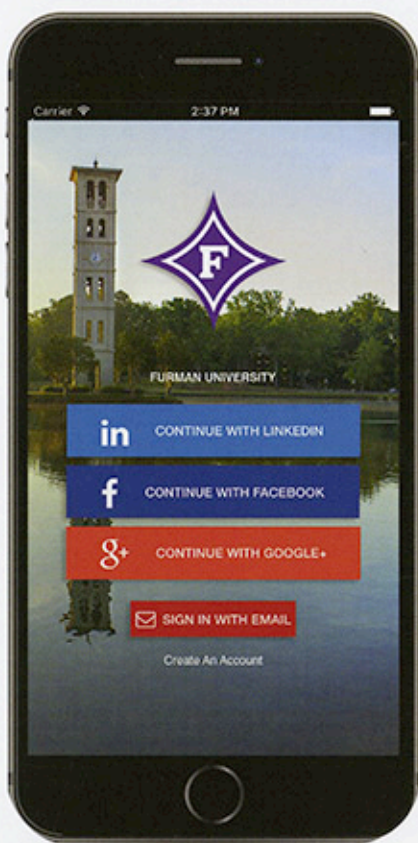 Carrier 2:37 PM
F
FURMAN UNIVERSITY
in CONTINUE WITH LINKEDIN
f CONTINUE WITH FACEBOOK
g+ CONTINUE WITH GOOGLE+
SIGN IN WITH EMAIL
Create An Account